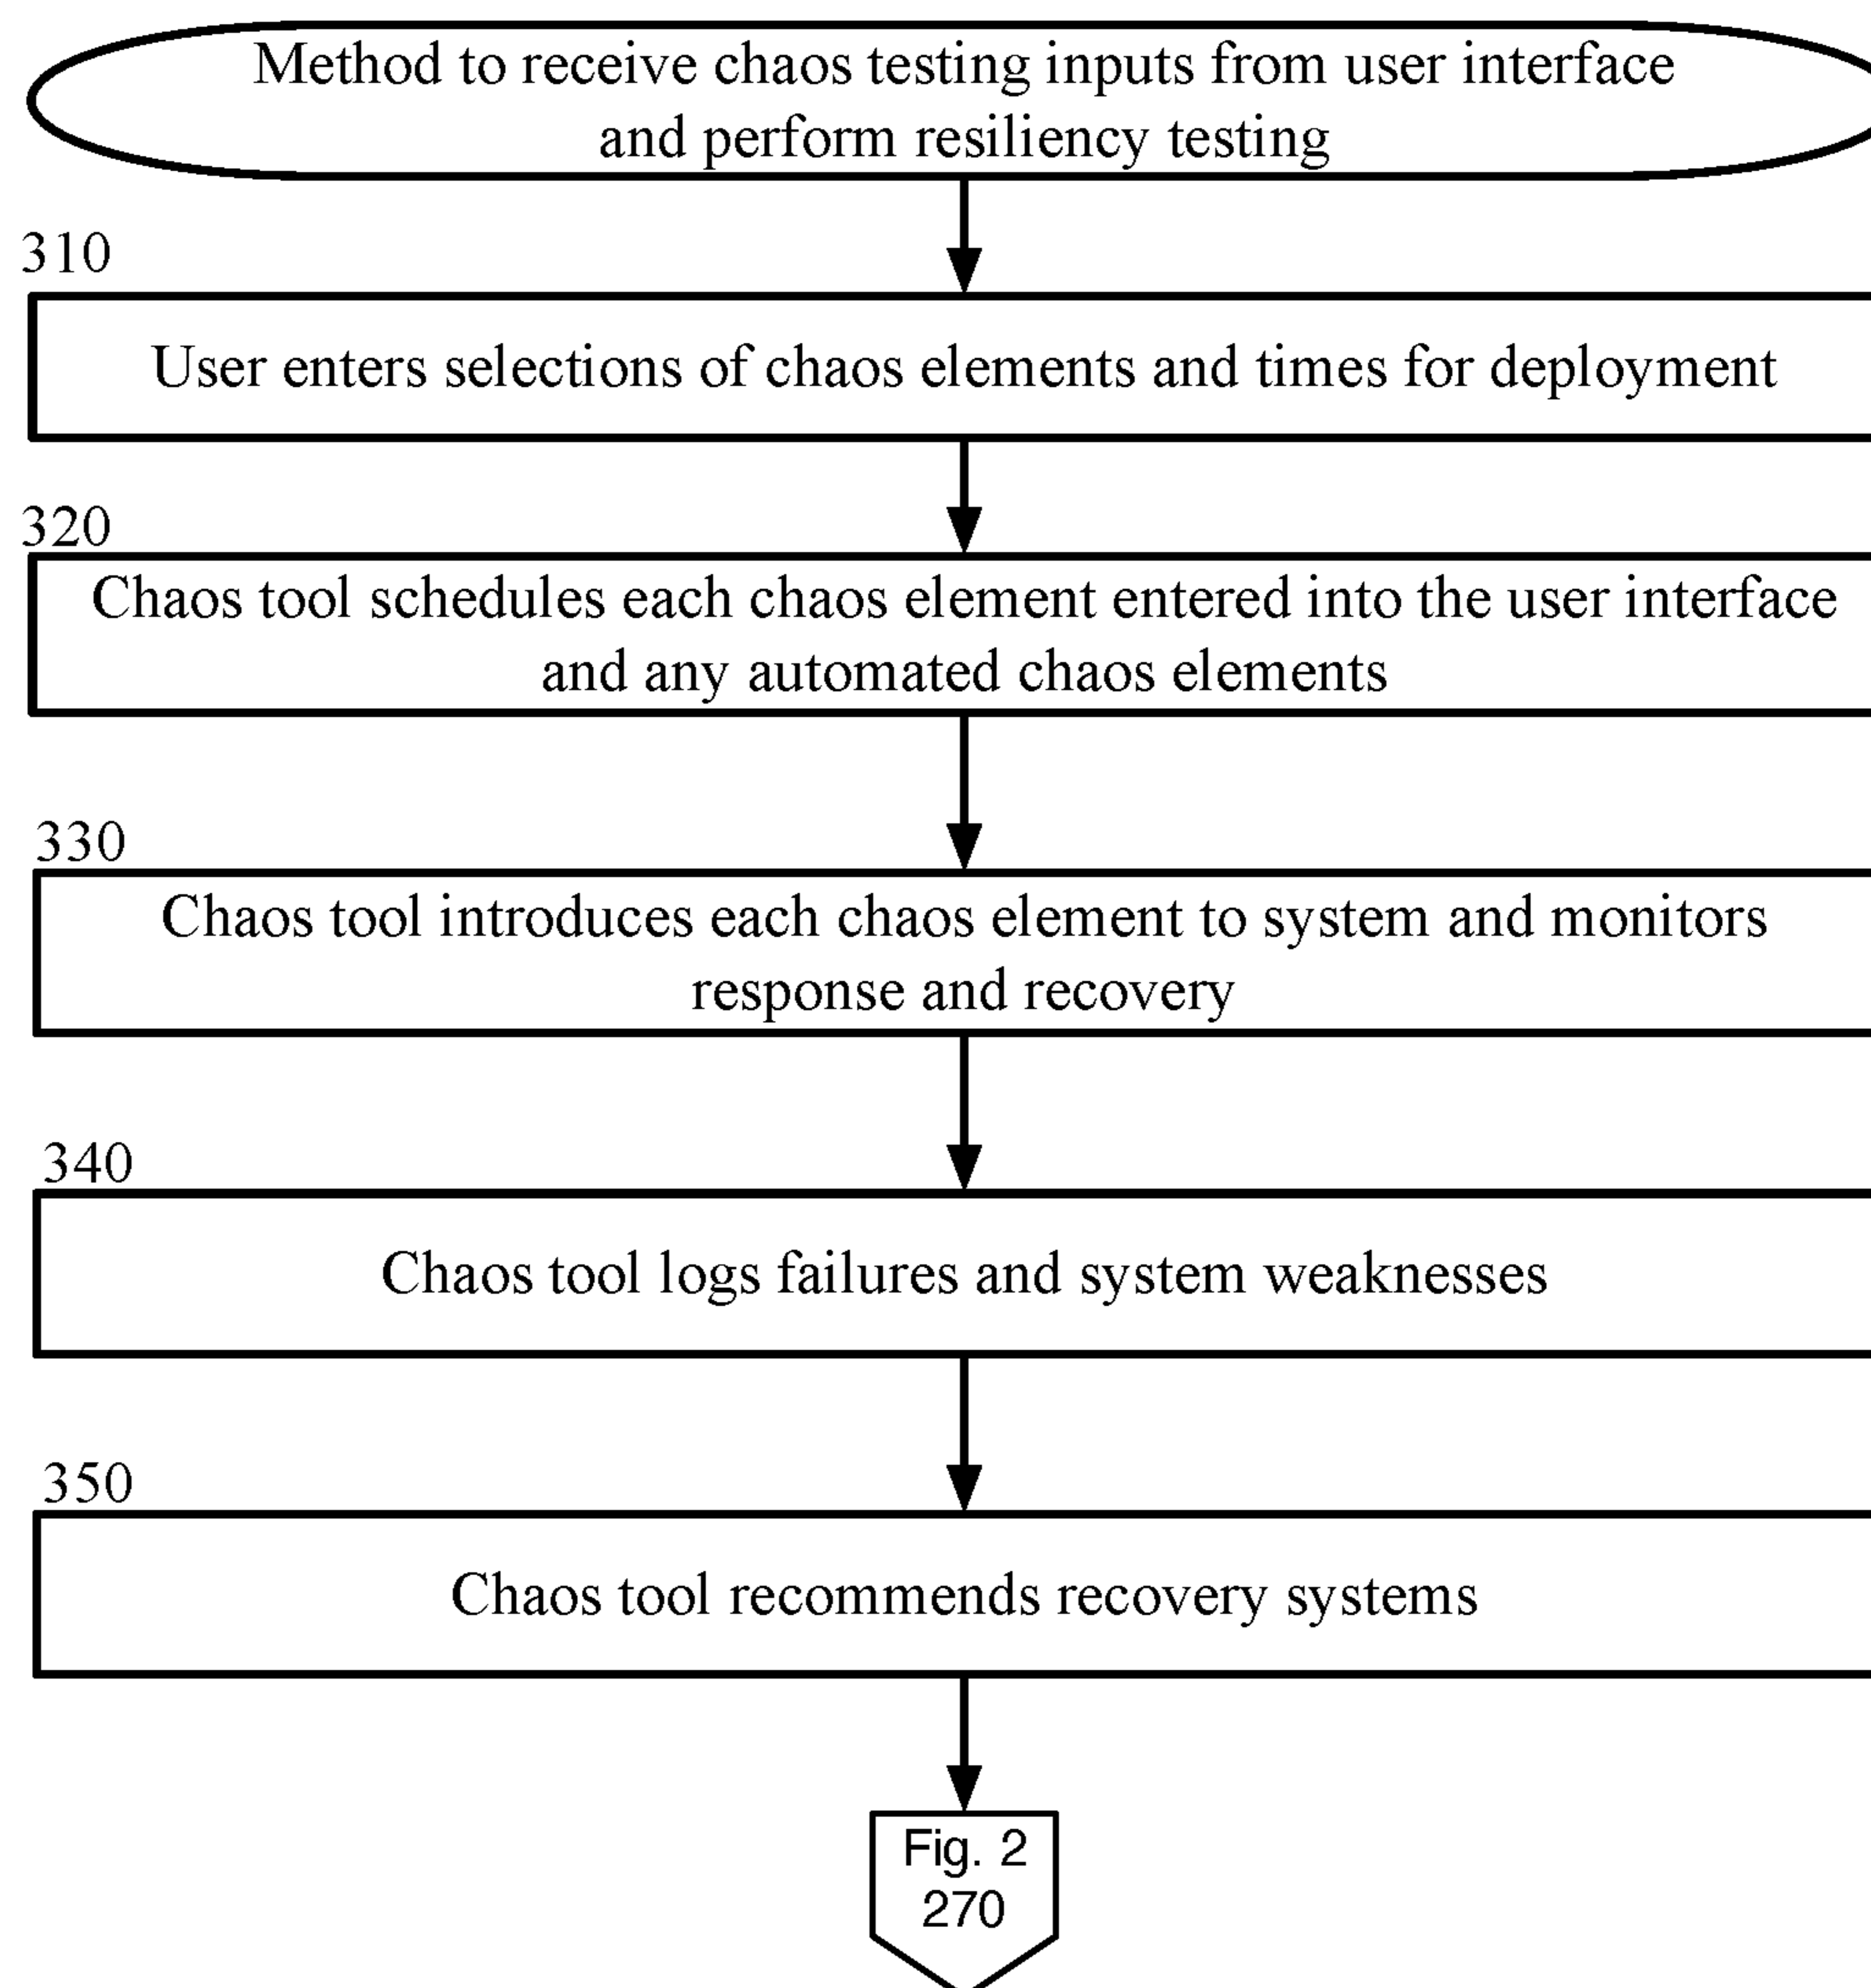 Method to receive chaos testing inputs from user interface
and perform resiliency testing
310
User enters selections of chaos elements and times for deployment
320
Chaos tool schedules each chaos element entered into the user interface
and any automated chaos elements
330
Chaos tool introduces each chaos element to system and monitors
response and recovery
340
Chaos tool logs failures and system weaknesses
350
Chaos tool recommends recovery systems
Fig. 2
270